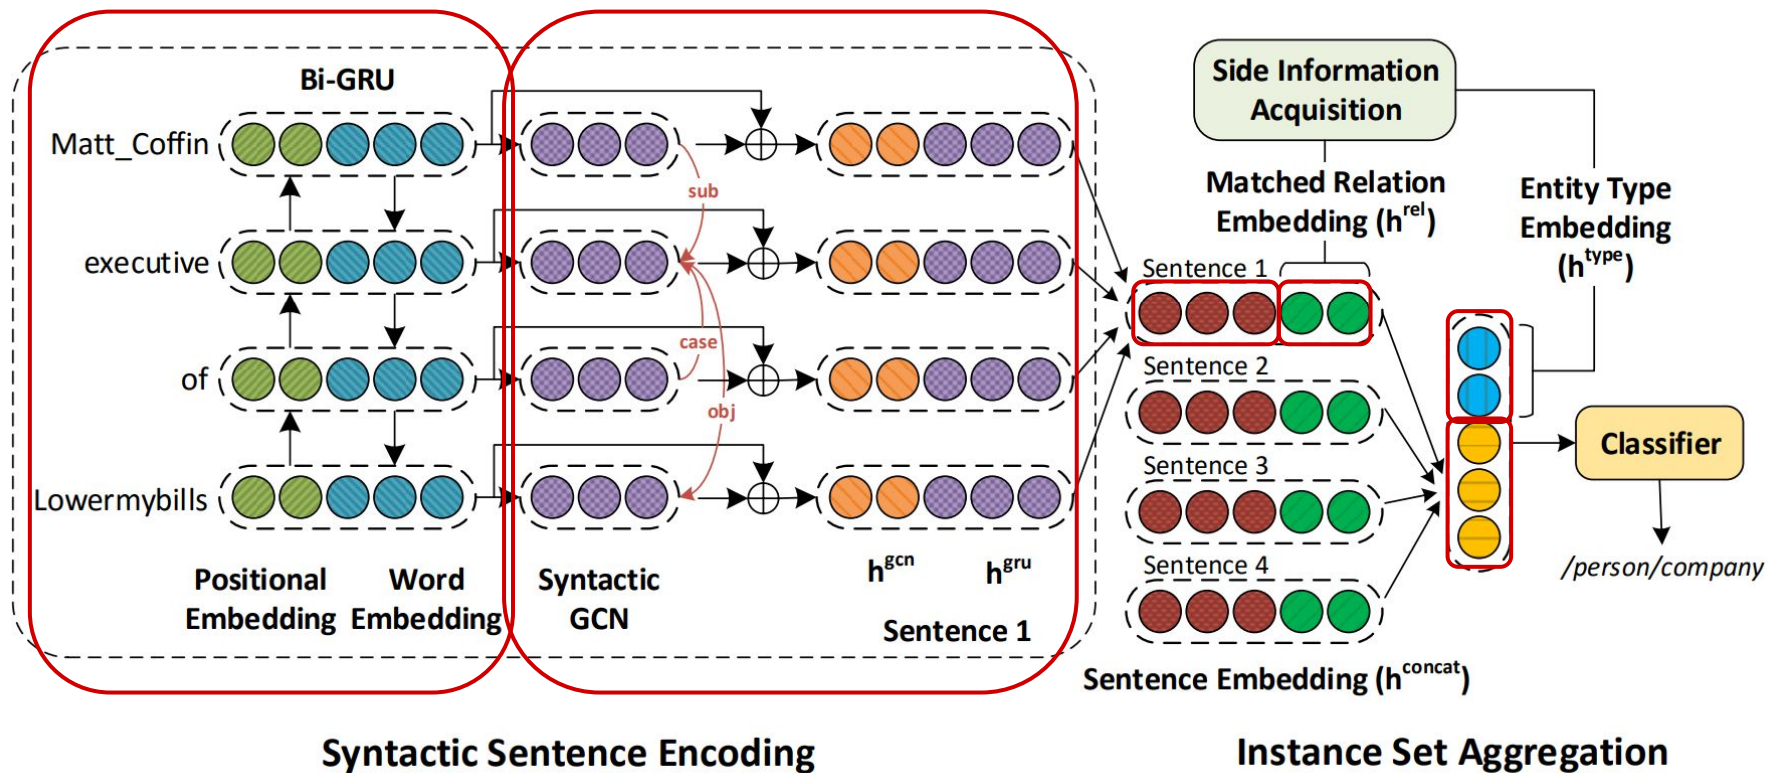 Bi-GRU
Matt_Coffin
executive
of
Lowermybills
Positional
Embedding
Word
Embedding
sub
case
obj
Syntactic
GCN
h^gcn
h^gru
Sentence 1
Syntactic Sentence Encoding
Side Information
Acquisition
Matched Relation
Embedding (h^rel)
Entity Type
Embedding
(h^type)
Sentence 1
Sentence 2
Sentence 3
Sentence 4
Sentence Embedding (h^concat)
Classifier
/person/company
Instance Set Aggregation